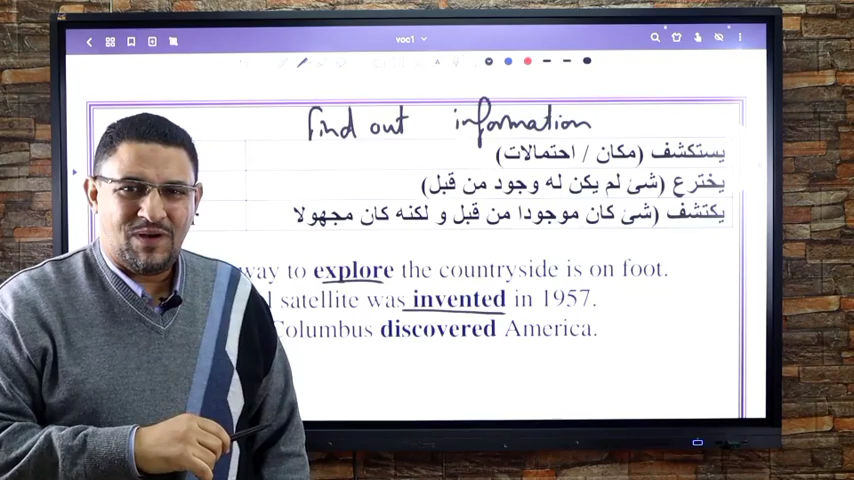 voc1
find out information
يستكشف (مكان / احتمالات)
يخترع (شئ لم يكن له وجود من قبل)
يكتشف (شئ كان موجودا من قبل و لكنه كان مجهولا
way to explore the countryside is on foot.
l satellite was invented in 1957.
Columbus discovered America.